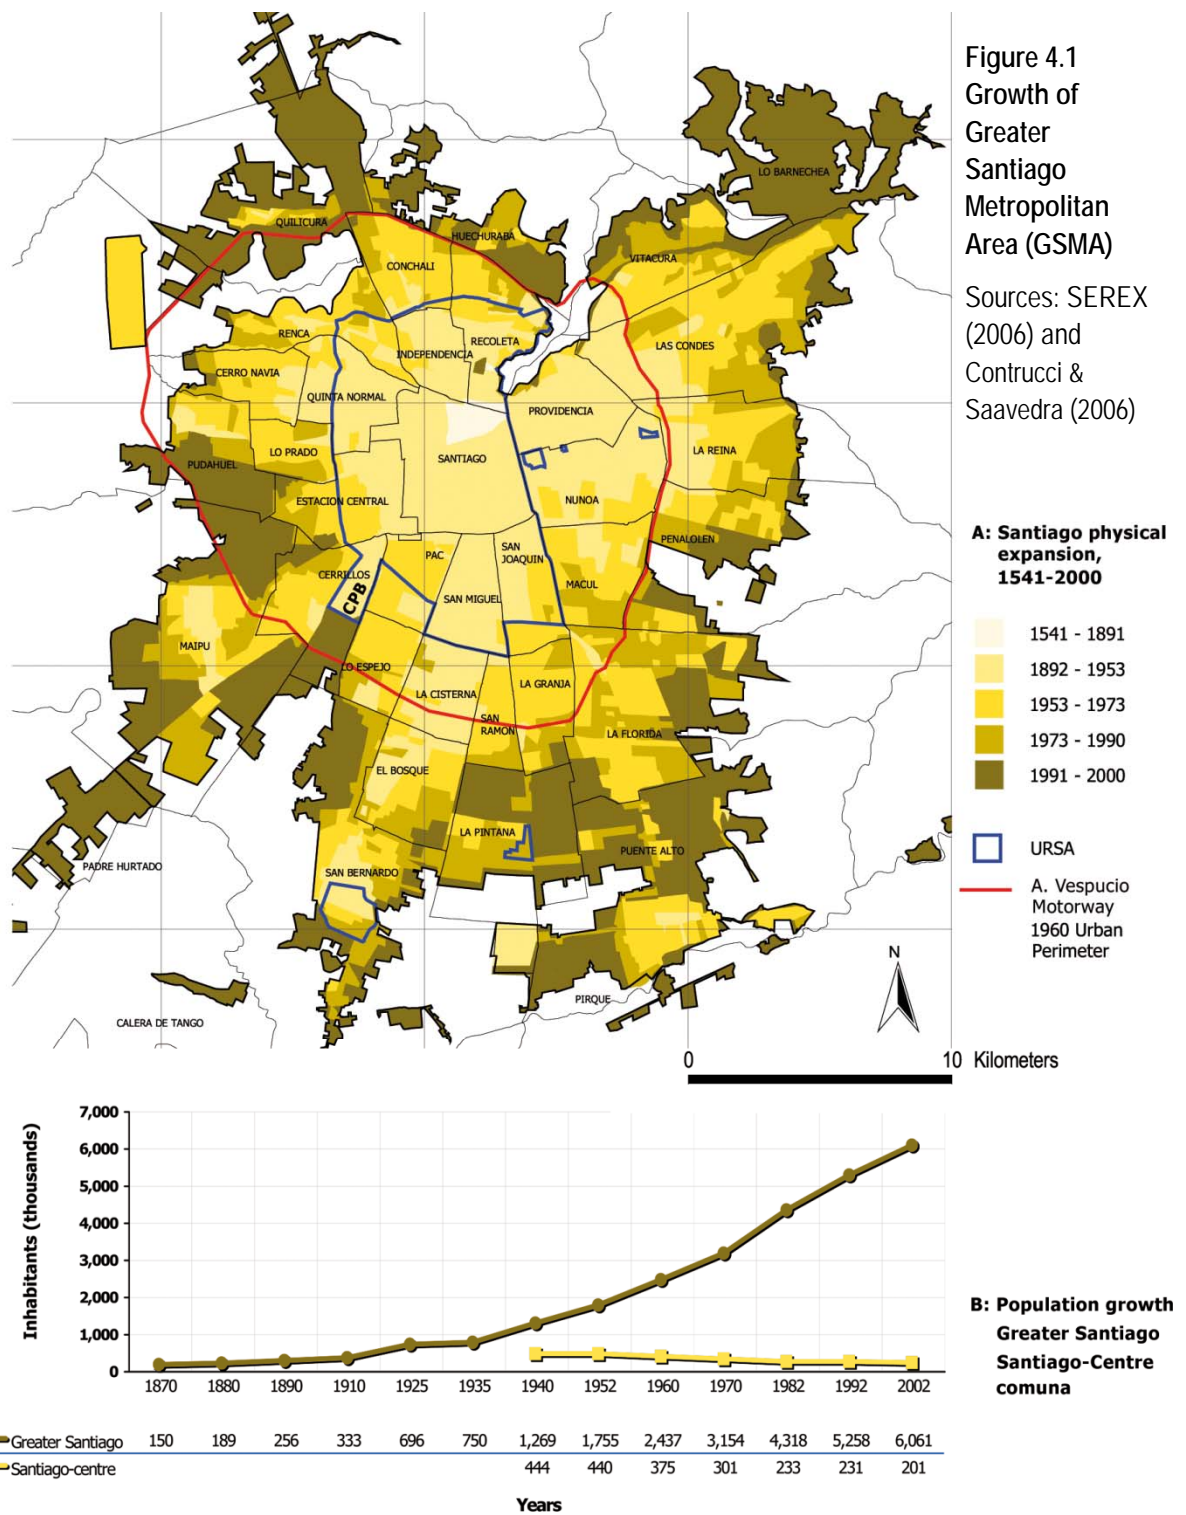 Figure 4.1
Growth of
Greater
Santiago
Metropolitan
Area (GSMA)
Sources: SEREX
(2006) and
Contrucci &
Saavedra (2006)
LO BARNECHEA
QUILICURA
HUECHURABA
CONCHALI
VITACURA
RENCA
RECOLETA
INDEPENDENCIA
LAS CONDES
CERRO NAVIA
QUINTA NORMAL
PROVIDENCIA
LO PRADO
SANTIAGO
LA REINA
PUDAHUEL
ESTACION CENTRAL
NUNOA
PENALOLEN
PAC
SAN
JOAQUIN
CERRILLOS
CPB
SAN MIGUEL
MACUL
MAIPU
LO ESPEJO
LA CISTERNA
LA GRANJA
SAN
RAMON
LA FLORIDA
EL BOSQUE
LA PINTANA
PUENTE ALTO
PADRE HURTADO
SAN BERNARDO
PIRQUE
CALERA DE TANGO
A: Santiago physical
expansion,
1541-2000
1541 - 1891
1892 - 1953
1953 - 1973
1973 - 1990
1991 - 2000
URSA
A. Vespucio
Motorway
1960 Urban
Perimeter
N
0 10 Kilometers
Inhabitants (thousands)
7,000
6,000
5,000
4,000
3,000
2,000
1,000
0
1870 1880 1890 1910 1925 1935 1940 1952 1960 1970 1982 1992 2002
B: Population growth
Greater Santiago
Santiago-Centre
comuna
Greater Santiago 150 189 256 333 696 750 1,269 1,755 2,437 3,154 4,318 5,258 6,061
Santiago-centre 444 440 375 301 233 231 201
Years